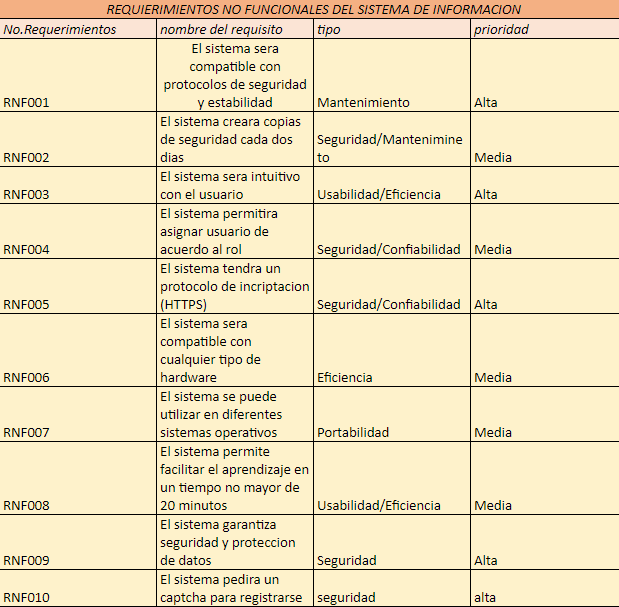 REQUIERIMIENTOS NO FUNCIONALES DEL SISTEMA DE INFORMACION
No.Requerimientos nombre del requisito tipo prioridad
El sistema sera
compatible con
protocolos de seguridad
RNF001 y estabilidad Mantenimiento Alta
El sistema creara copias
de seguridad cada dos Seguridad/Mantenimine
RNF002 dias to Media
El sistema sera intuitivo
RNF003 con el usuario Usabilidad/Eficiencia Alta
El sistema permitira
asignar usuario de
RNF004 acuerdo al rol Seguridad/Confiabilidad Media
El sistema tendra un
protocolo de incriptacion
RNF005 (HTTPS) Seguridad/Confiabilidad Alta
El sistema sera
compatible con
cualquier tipo de
RNF006 hardware Eficiencia Media
El sistema se puede
utilizar en diferentes
RNF007 sistemas operativos Portabilidad Media
El sistema permite
facilitar el aprendizaje en
un tiempo no mayor de
RNF008 20 minutos Usabilidad/Eficiencia Media
El sistema garantiza
seguridad y proteccion
RNF009 de datos Seguridad Alta
El sistema pedira un
RNF010 captcha para registrarse seguridad alta